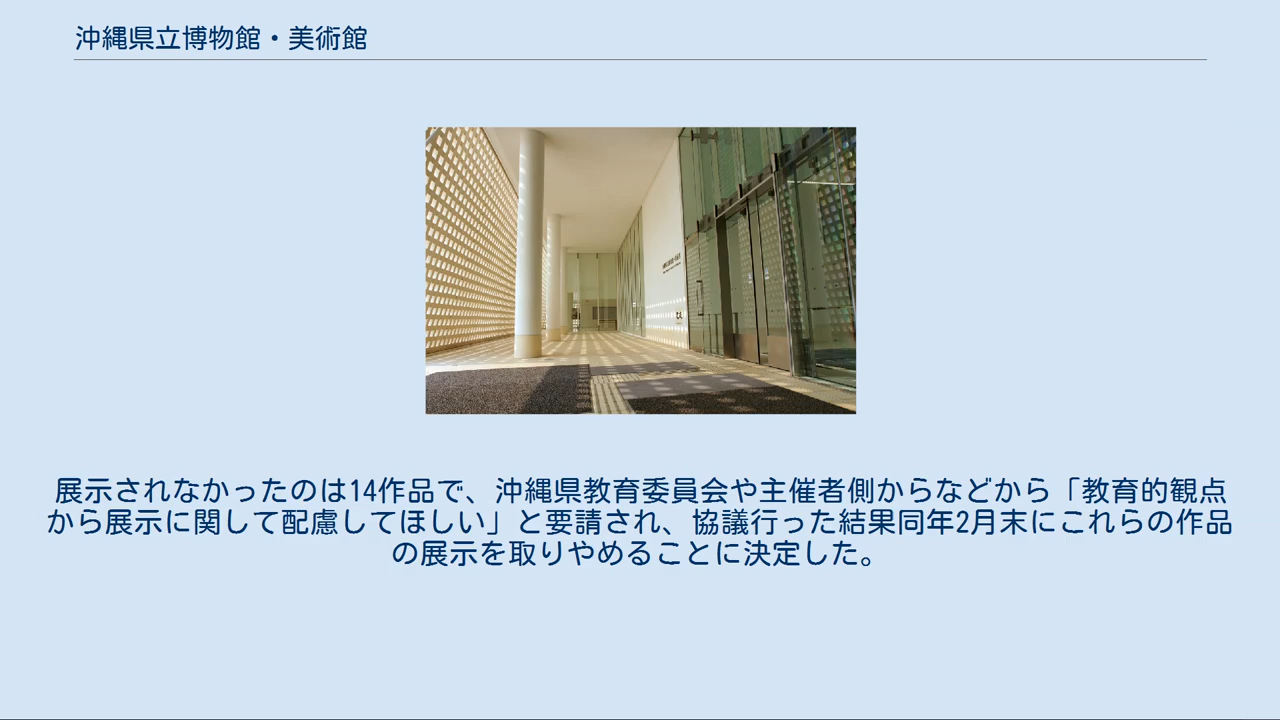 沖縄県立博物館・美術館
展示されなかったのは14作品で、沖縄県教育委員会や主催者側からなどから「教育的観点
から展示に関して配慮してほしい」と要請され、協議行った結果同年2月末にこれらの作品
の展示を取りやめることに決定した。